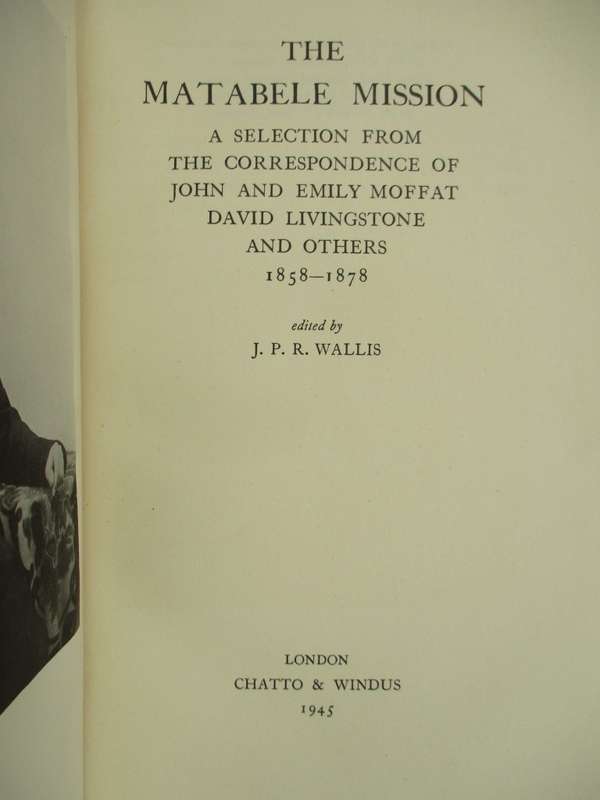 THE
MATABELE MISSION
A SELECTION FROM
THE CORRESPONDENCE OF
JOHN AND EMILY MOFFAT
DAVID LIVINGSTONE
AND OTHERS
1858—1878
edited by
J. P. R. WALLIS
LONDON
CHATTO & WINDUS
1945